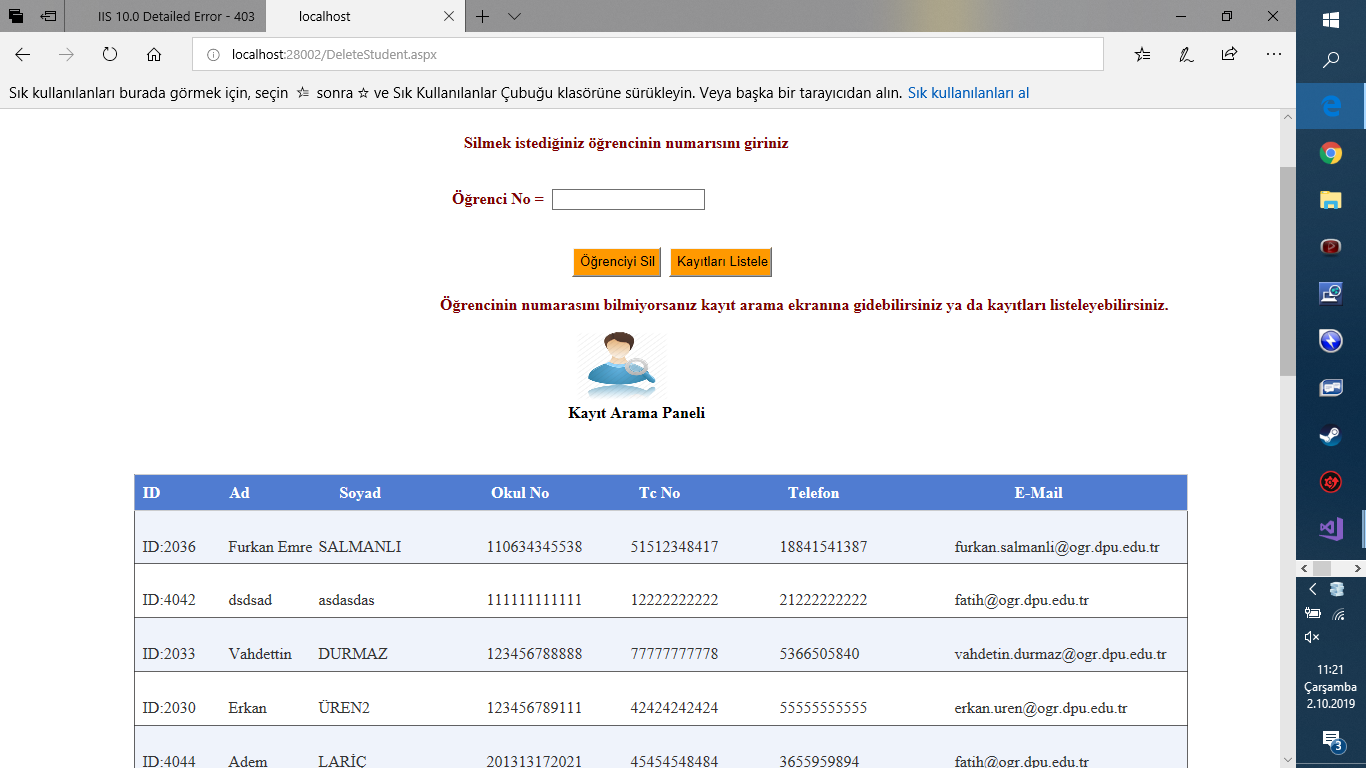 IIS 10.0 Detailed Error - 403
localhost
localhost:28002/DeleteStudent.aspx
Sık kullanılanları burada görmek için, seçin sonra ve Sık Kullanılanlar Çubuğu klasörüne sürükleyin. Veya başka bir tarayıcıdan alın. Sık kullanılanları al
Silmek istediğiniz öğrencinin numarısını giriniz
Öğrenci No =
Öğrenciyi Sil Kayıtları Listele
Öğrencinin numarasını bilmiyorsanız kayıt arama ekranına gidebilirsiniz ya da kayıtları listeleyebilirsiniz.
Kayıt Arama Paneli
ID Ad Soyad Okul No Tc No Telefon E-Mail
ID:2036 Furkan Emre SALMANLI 110634345538 51512348417 18841541387 furkan.salmanli@ogr.dpu.edu.tr
ID:4042 dsdsad asdasdas 111111111111 12222222222 21222222222 fatih@ogr.dpu.edu.tr
ID:2033 Vahdettin DURMAZ 123456788888 77777777778 5366505840 vahdetin.durmaz@ogr.dpu.edu.tr
ID:2030 Erkan ÜREN2 123456789111 42424242424 55555555555 erkan.uren@ogr.dpu.edu.tr
ID:4044 Adem LARİÇ 201313172021 45454548484 3655959894 fatih@ogr.dpu.edu.tr
11:21
Çarşamba
2.10.2019
3